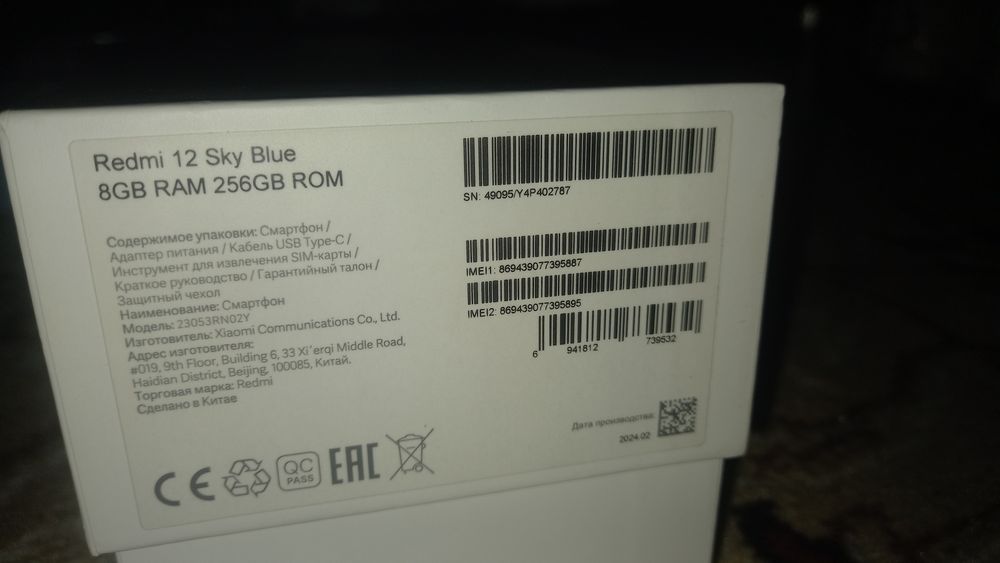 Redmi 12 Sky Blue
8GB RAM 256GB ROM
Содержимое упаковки: Смартфон /
Адаптер питания / Кабель USB Type-C /
Инструмент для извлечения SIM-карты /
Краткое руководство / Гарантийный талон /
Защитный чехол
Наименование: Смартфон
Модель: 23053RN02Y
Изготовитель: Xiaomi Communications Co., Ltd.
Адрес изготовителя:
#019, 9th Floor, Building 6, 33 Xi'erqi Middle Road,
Haidian District, Beijing, 100085, Китай.
Торговая марка: Redmi
Сделано в Китае
CE
QC
PASS
EAC
SN: 49095/Y4P402787
IMEI1: 869439077395887
IMEI2: 869439077395895
6 941812 739532
Дата производства:
2024.02